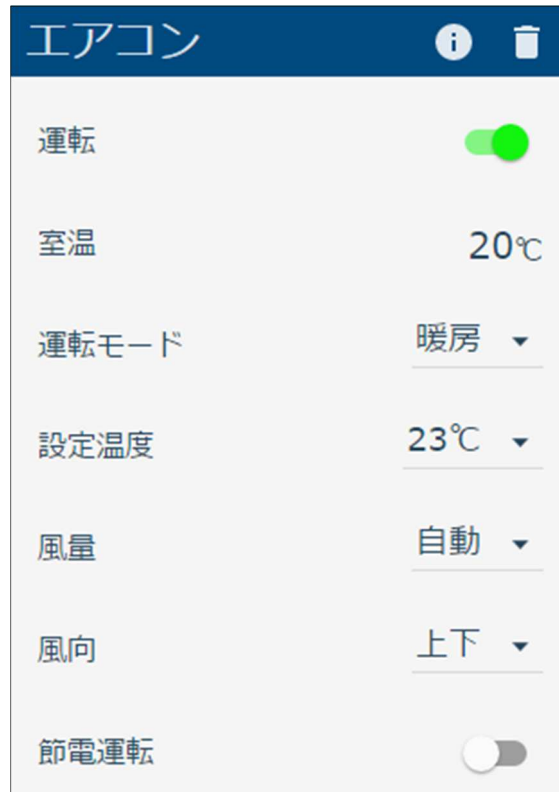 エアコン
運転
室温 20℃
運転モード 暖房
設定温度 23℃
風量 自動
風向 上下
節電運転